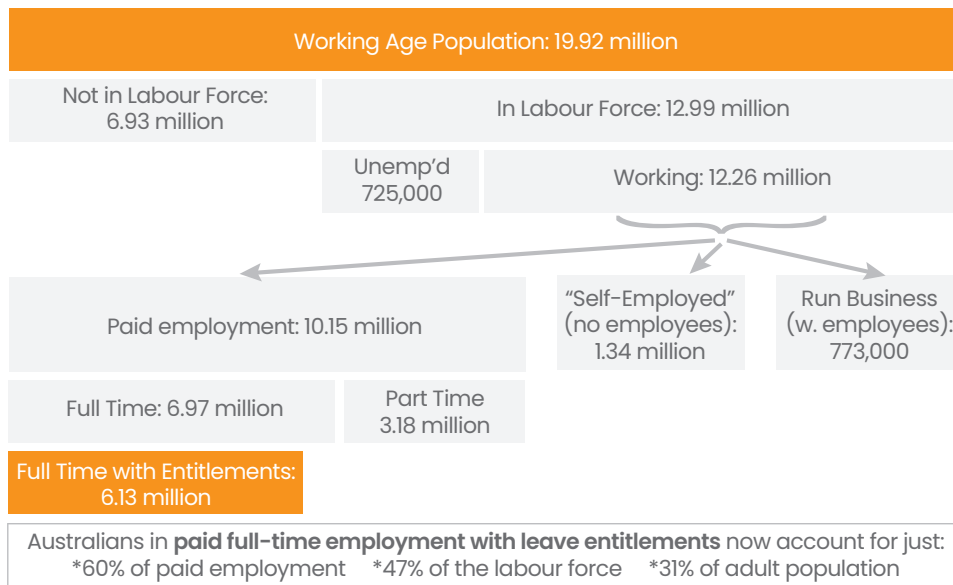 Working Age Population: 19.92 million
Not in Labour Force:
6.93 million
In Labour Force: 12.99 million
Unemp’d
725,000
Working: 12.26 million
Paid employment: 10.15 million
“Self-Employed”
(no employees):
1.34 million
Run Business
(w. employees):
773,000
Full Time: 6.97 million
Part Time
3.18 million
Full Time with Entitlements:
6.13 million
Australians in paid full-time employment with leave entitlements now account for just:
*60% of paid employment *47% of the labour force *31% of adult population